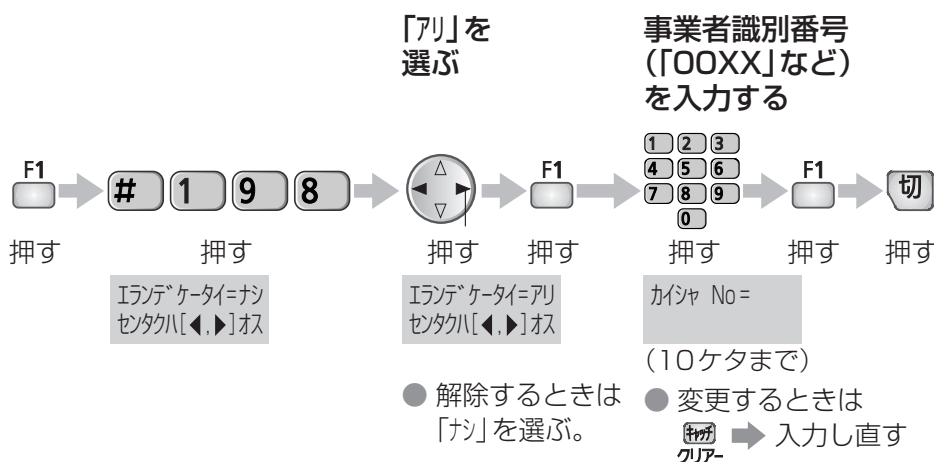 「ｱﾘ」を
選ぶ
事業者識別番号
（「00XX」など）
を入力する
F1
# 1 9 8
F1
1 2 3
4 5 6
7 8 9
0
F1
切
押す
押す
押す
押す
押す
押す
押す
ｴﾗﾝﾃﾞｹｰﾀｲ=ﾅｼ
ｾﾝﾀｸﾊ[◀,▶]ｵｽ
ｴﾗﾝﾃﾞｹｰﾀｲ=ｱﾘ
ｾﾝﾀｸﾊ[◀,▶]ｵｽ
ｶｲｼｬ No=
（10ケタまで）
● 解除するときは
「ﾅｼ」を選ぶ。
● 変更するときは
ｷｬｯﾁ ➡ 入力し直す
クリアー